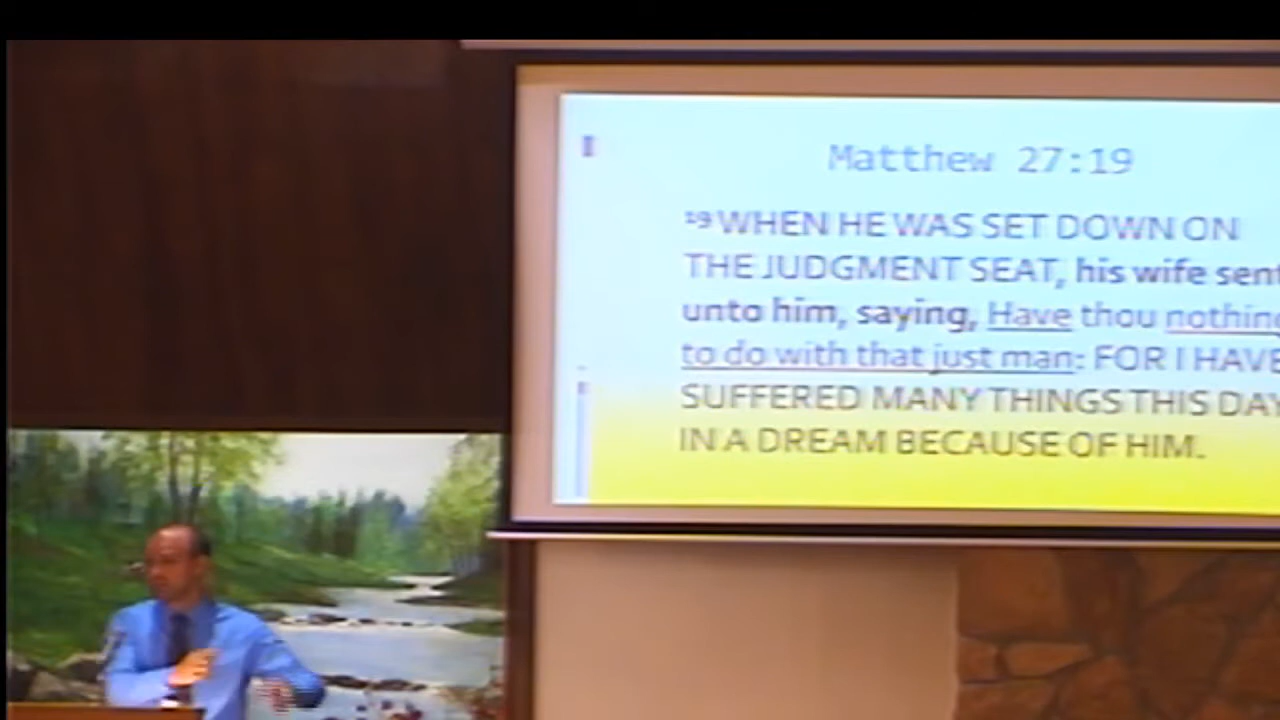 Matthew 27:19
19 WHEN HE WAS SET DOWN ON
THE JUDGMENT SEAT, his wife sent
unto him, saying, Have thou nothing
to do with that just man: FOR I HAVE
SUFFERED MANY THINGS THIS DAY
IN A DREAM BECAUSE OF HIM.